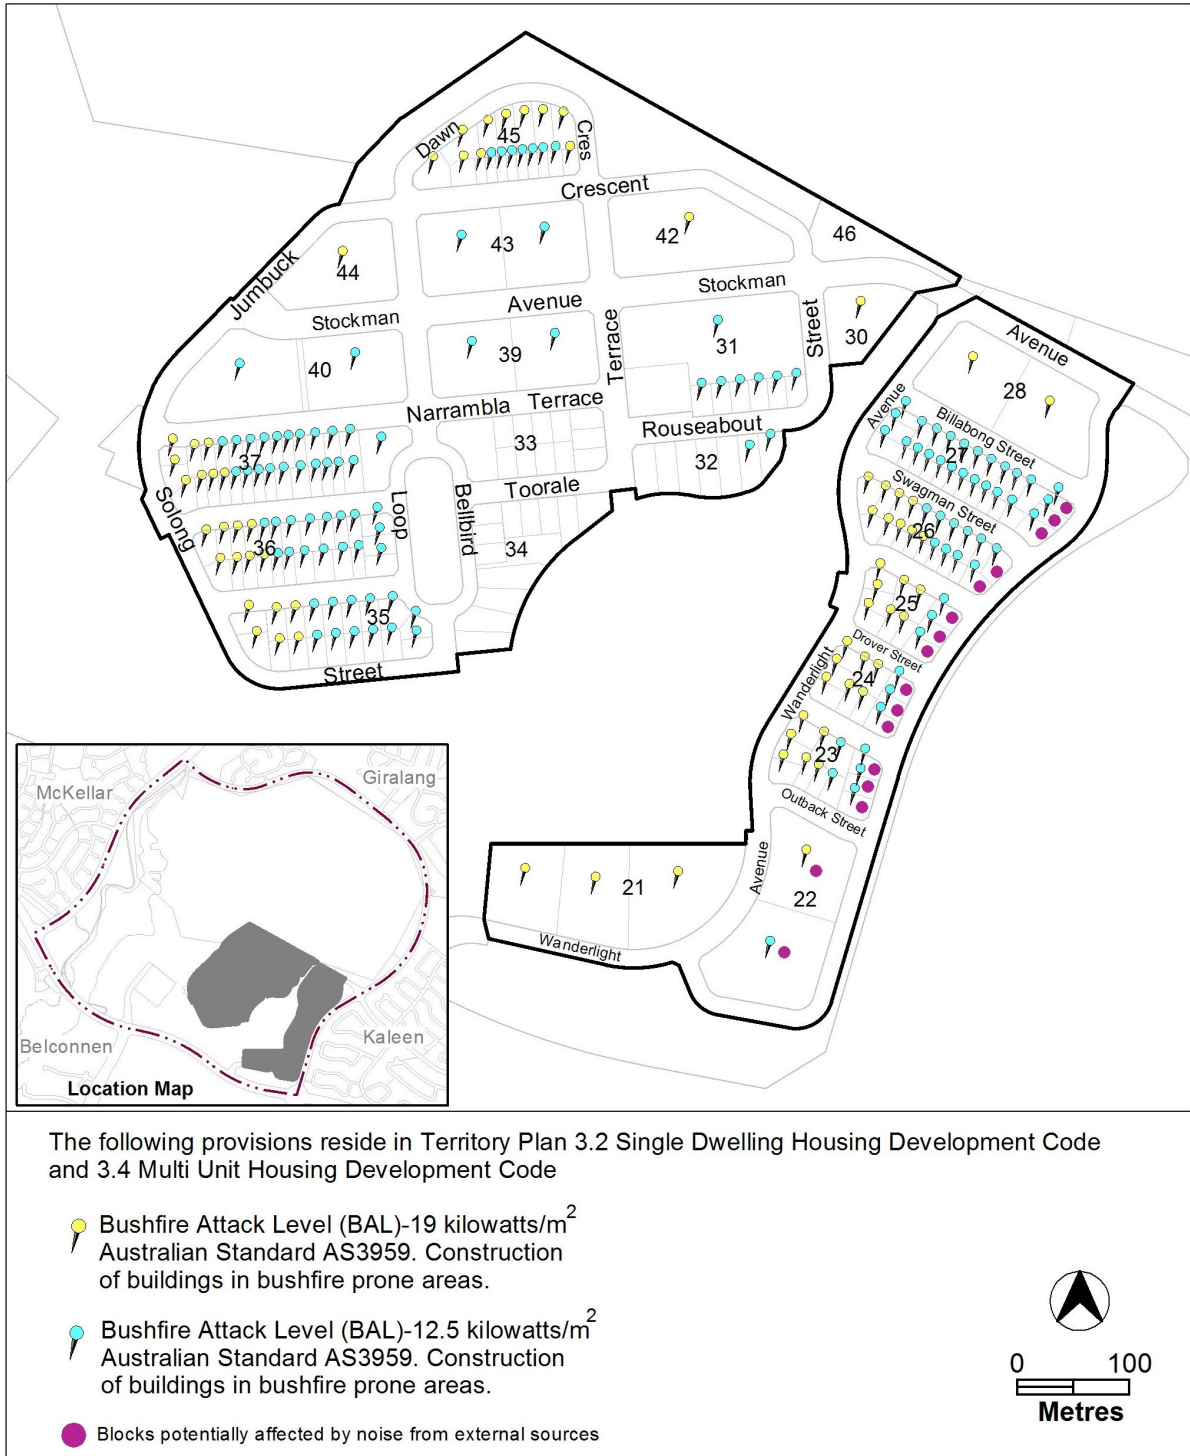 Dawn
45
Cres
Crescent
42
46
43
44
Jumbuck
Stockman
Avenue
Stockman
Street
30
Avenue
Terrace
31
28
40
39
Narrambla Terrace
Rouseabout
Avenue
Billabong Street
27
33
37
32
Swagman Street
26
Solong
Loop
Bellbird
Toorale
36
34
25
35
Drover Street
24
Street
Wanderlight
23
Outback Street
21
Avenue
22
Wanderlight
McKellar
Giralang
Belconnen
Kaleen
Location Map
The following provisions reside in Territory Plan 3.2 Single Dwelling Housing Development Code
and 3.4 Multi Unit Housing Development Code
Bushfire Attack Level (BAL)-19 kilowatts/m²
Australian Standard AS3959. Construction
of buildings in bushfire prone areas.
Bushfire Attack Level (BAL)-12.5 kilowatts/m²
Australian Standard AS3959. Construction
of buildings in bushfire prone areas.
Blocks potentially affected by noise from external sources
0 100
Metres